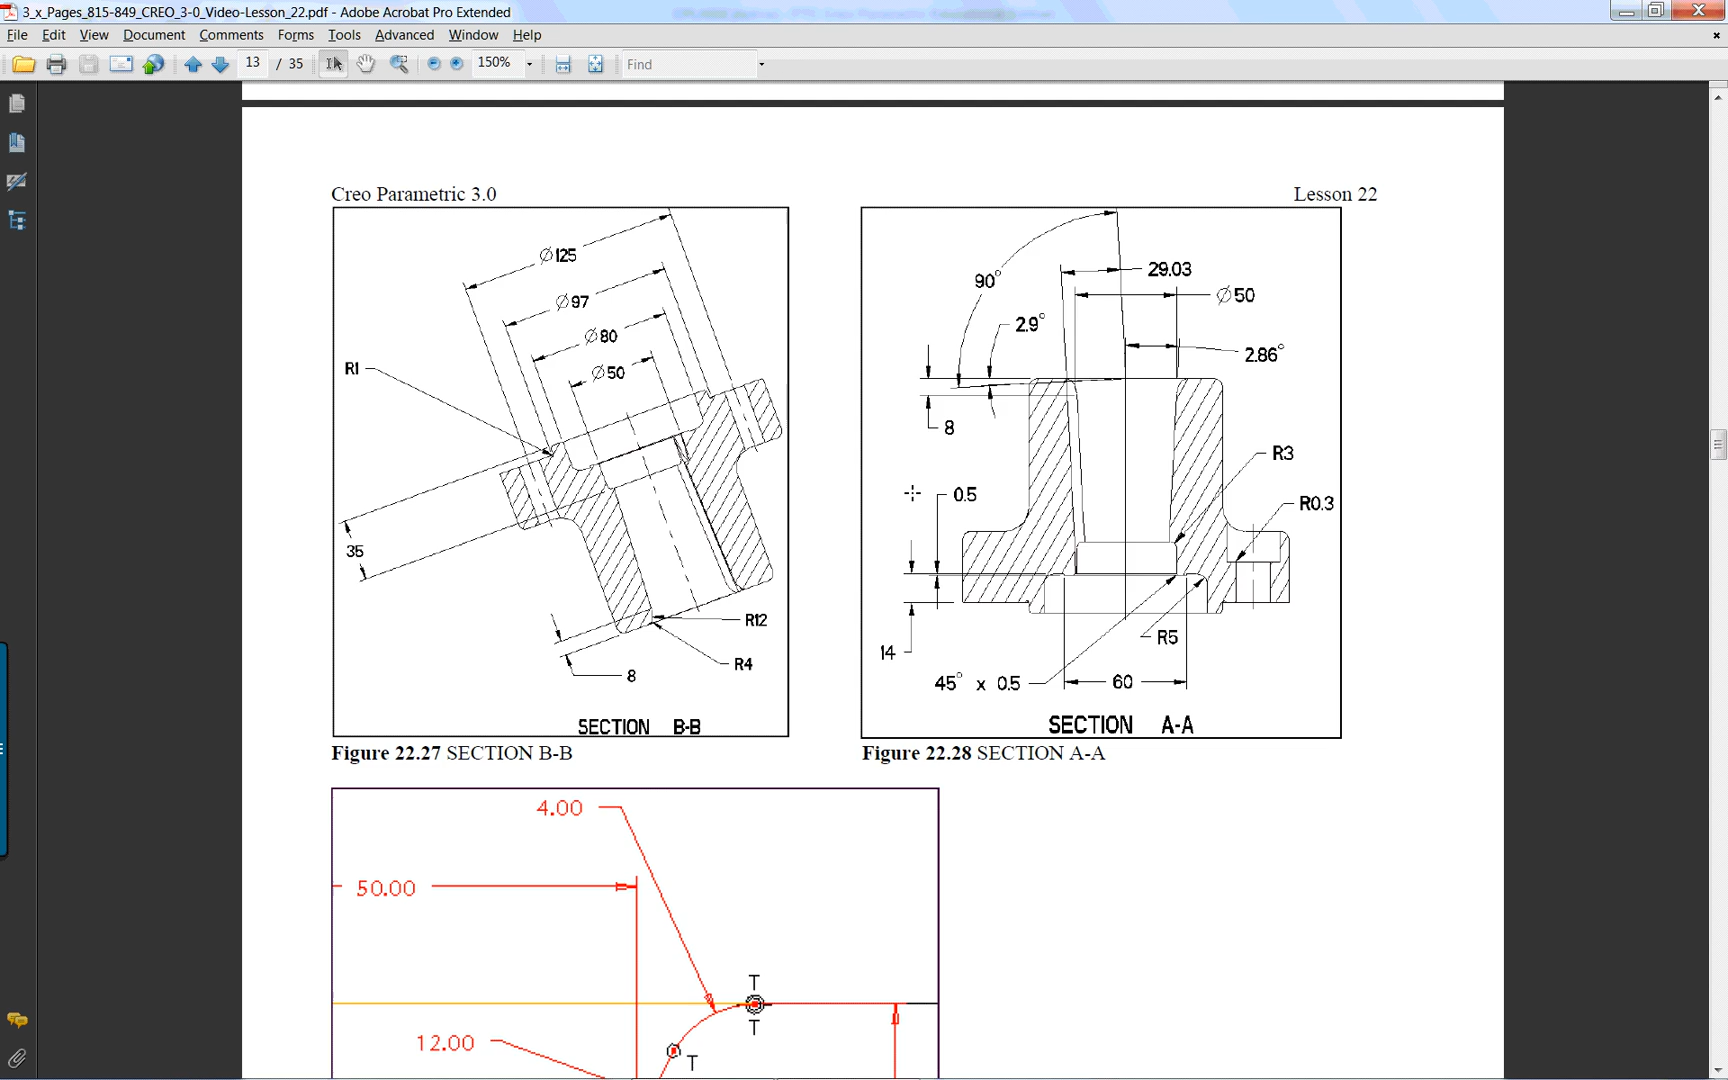 3_x_Pages_815-849_CREO_3-0_Video-Lesson_22.pdf - Adobe Acrobat Pro Extended
File Edit View Document Comments Forms Tools Advanced Window Help
13 / 35 150% Find
Creo Parametric 3.0
Lesson 22
Ø125
Ø97
Ø80
Ø50
R1
35
R12
R4
8
SECTION B-B
Figure 22.27 SECTION B-B
90°
29.03
Ø50
2.9°
2.86°
8
R3
0.5
R0.3
R5
14
45° x 0.5
60
SECTION A-A
Figure 22.28 SECTION A-A
4.00
50.00
T
T
12.00
T